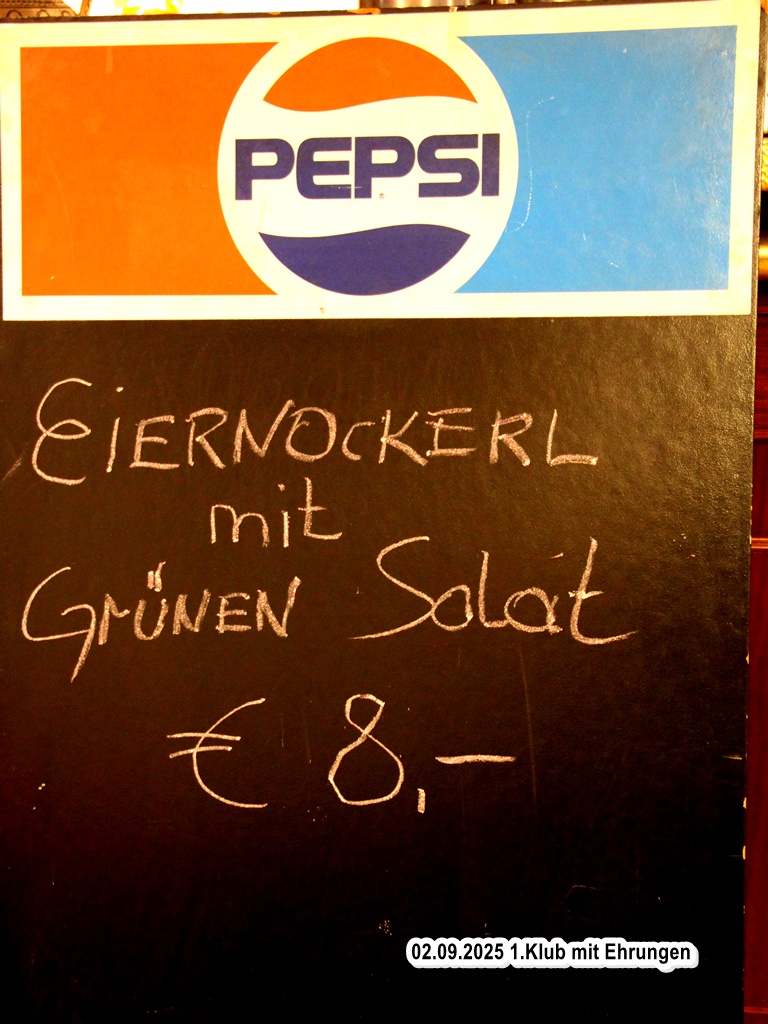 PEPSI
EIERNOCKERL
mit
GRÜNEN Salat
€ 8,-
02.09.2025 1.Klub mit Ehrungen